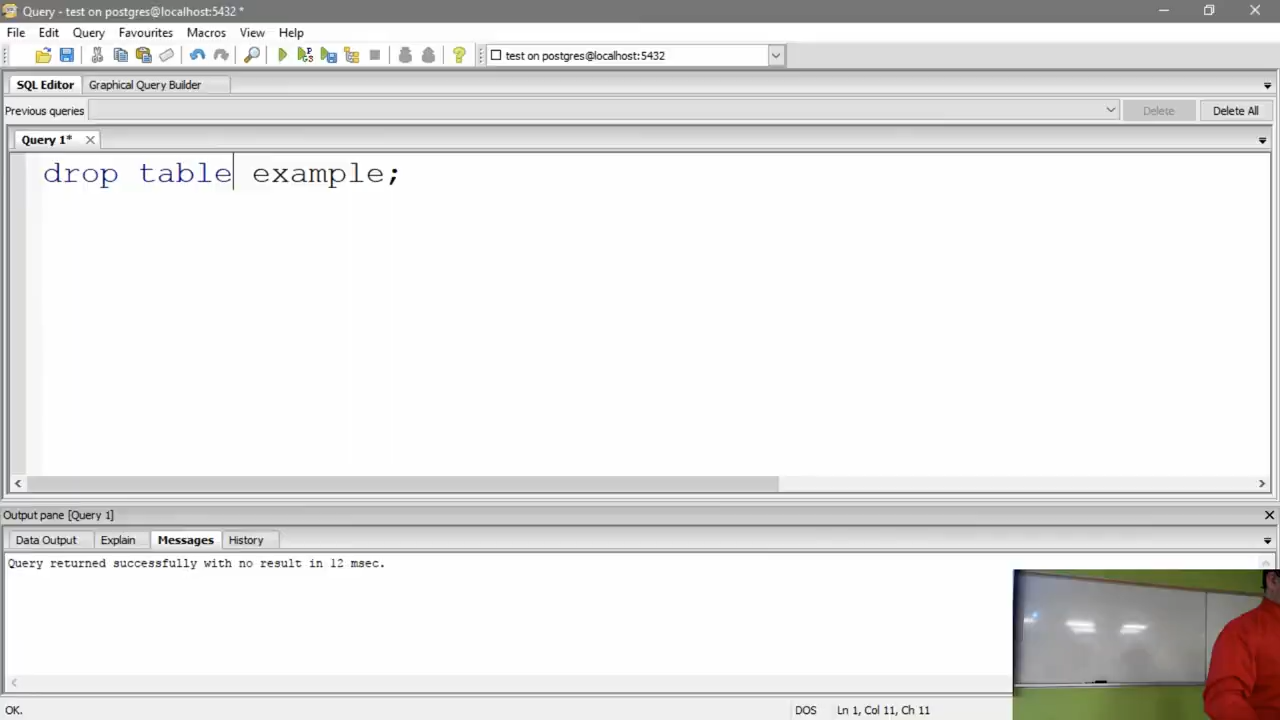 Query - test on postgres@localhost:5432 *
File Edit Query Favourites Macros View Help
test on postgres@localhost:5432
SQL Editor Graphical Query Builder
Previous queries Delete Delete All
Query 1*
drop table example;
Output pane [Query 1]
Data Output Explain Messages History
Query returned successfully with no result in 12 msec.
OK. DOS Ln 1, Col 11, Ch 11